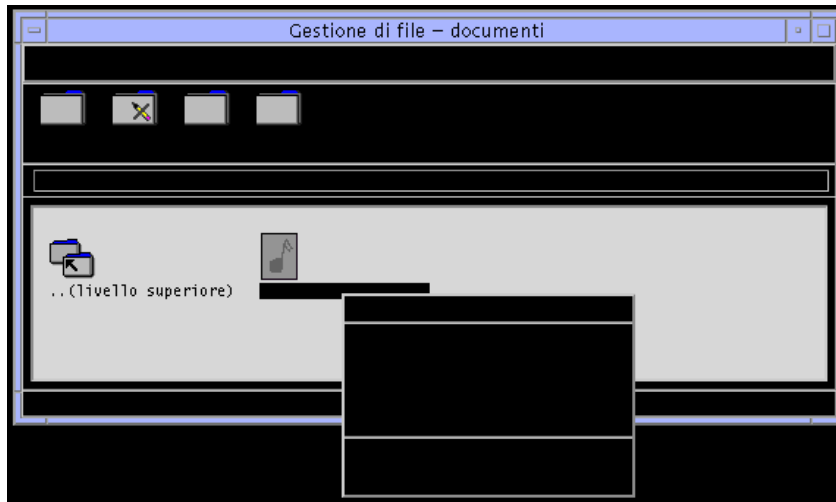 Gestione di file – documenti
..(livello superiore)